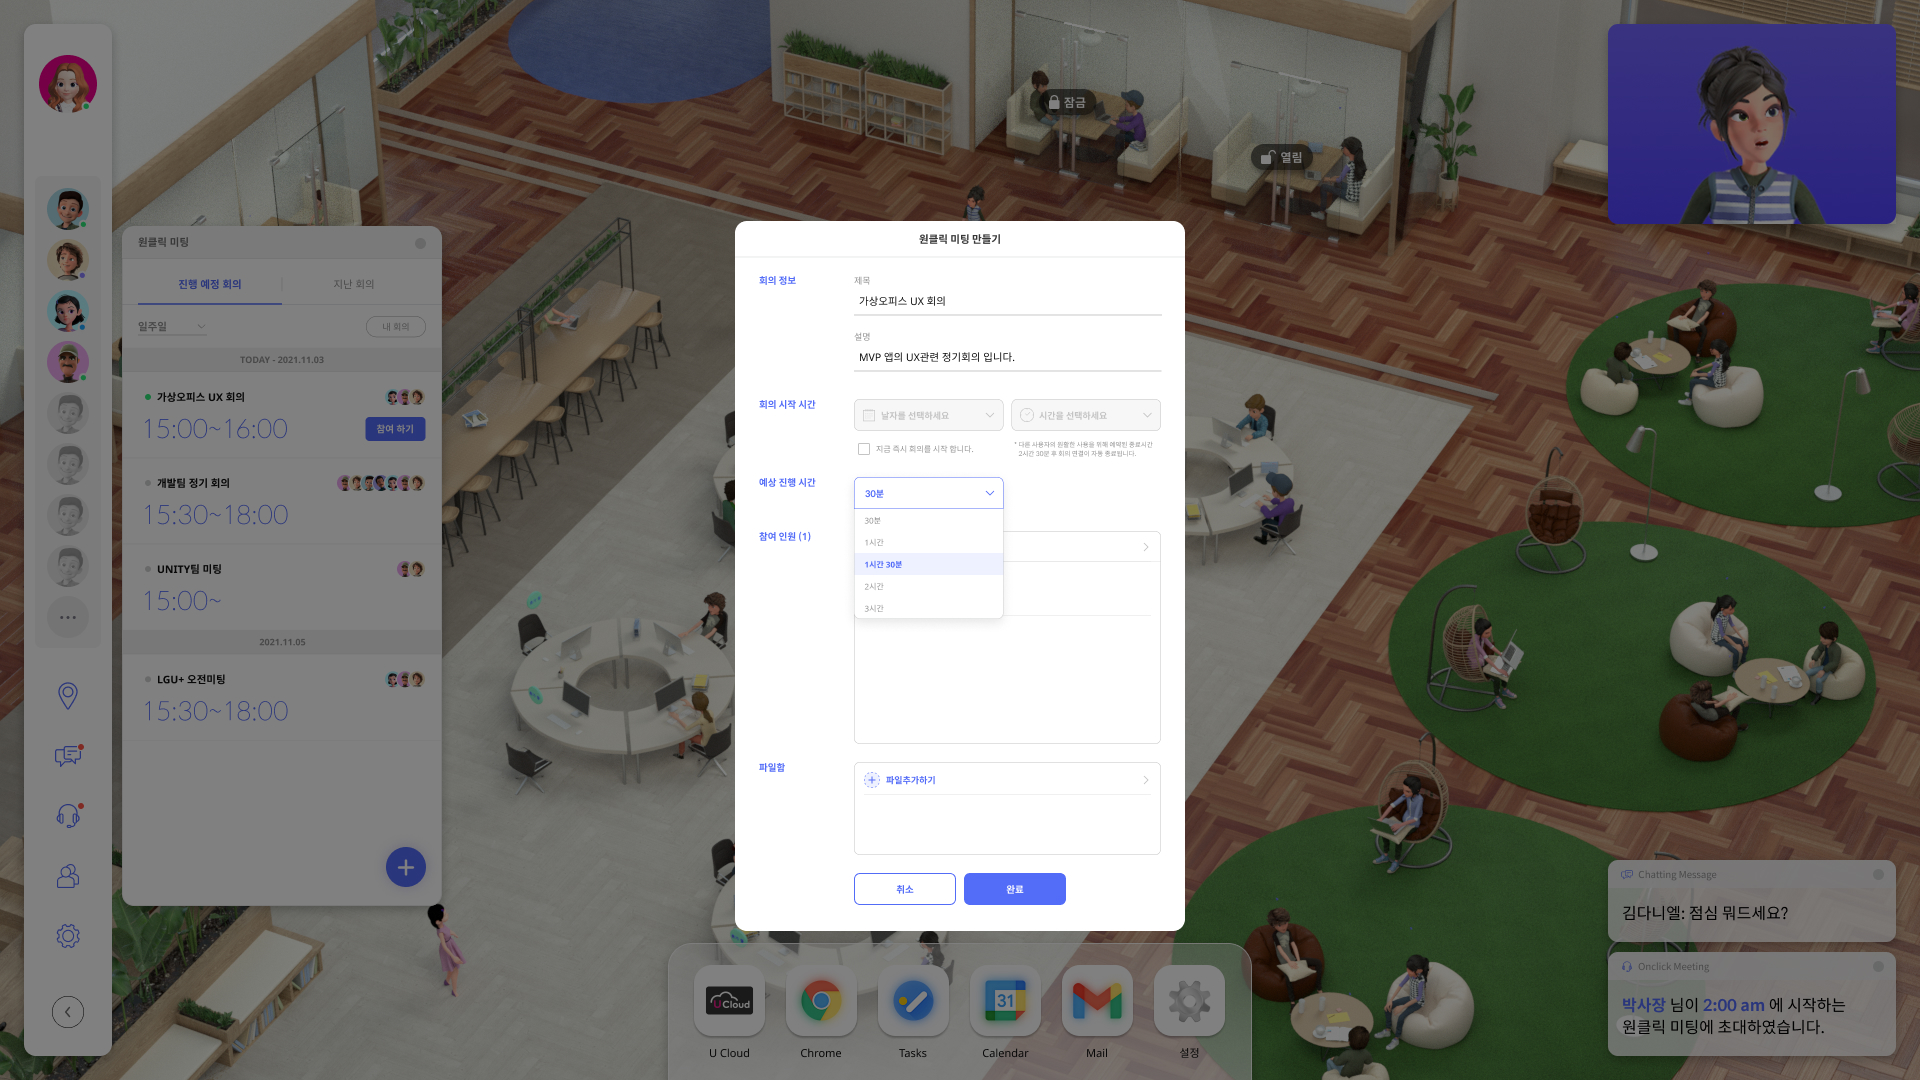 잠금
열림
원클릭 미팅
진행 예정 회의
지난 회의
일주일
내 회의
TODAY - 2021.11.03
가상오피스 UX 회의
15:00~16:00
참여 하기
개발팀 정기 회의
15:30~18:00
UNITY팀 미팅
15:00~
2021.11.05
LGU+ 오전미팅
15:30~18:00
원클릭 미팅 만들기
회의 정보
제목
가상오피스 UX 회의
설명
MVP 앱의 UX관련 정기회의 입니다.
회의 시작 시간
날자를 선택하세요
시간을 선택하세요
지금 즉시 회의를 시작 합니다.
* 다른 사용자의 원활한 사용을 위해 예약된 종료시간
2시간 30분 후 회의 연결이 자동 종료됩니다.
예상 진행 시간
30분
30분
1시간
1시간 30분
2시간
3시간
참여 인원 (1)
파일함
파일추가하기
취소
완료
Chatting Message
김다니엘: 점심 뭐드세요?
Onclick Meeting
박사장 님이 2:00 am 에 시작하는
원클릭 미팅에 초대하였습니다.
UCloud
31
U Cloud
Chrome
Tasks
Calendar
Mail
설정